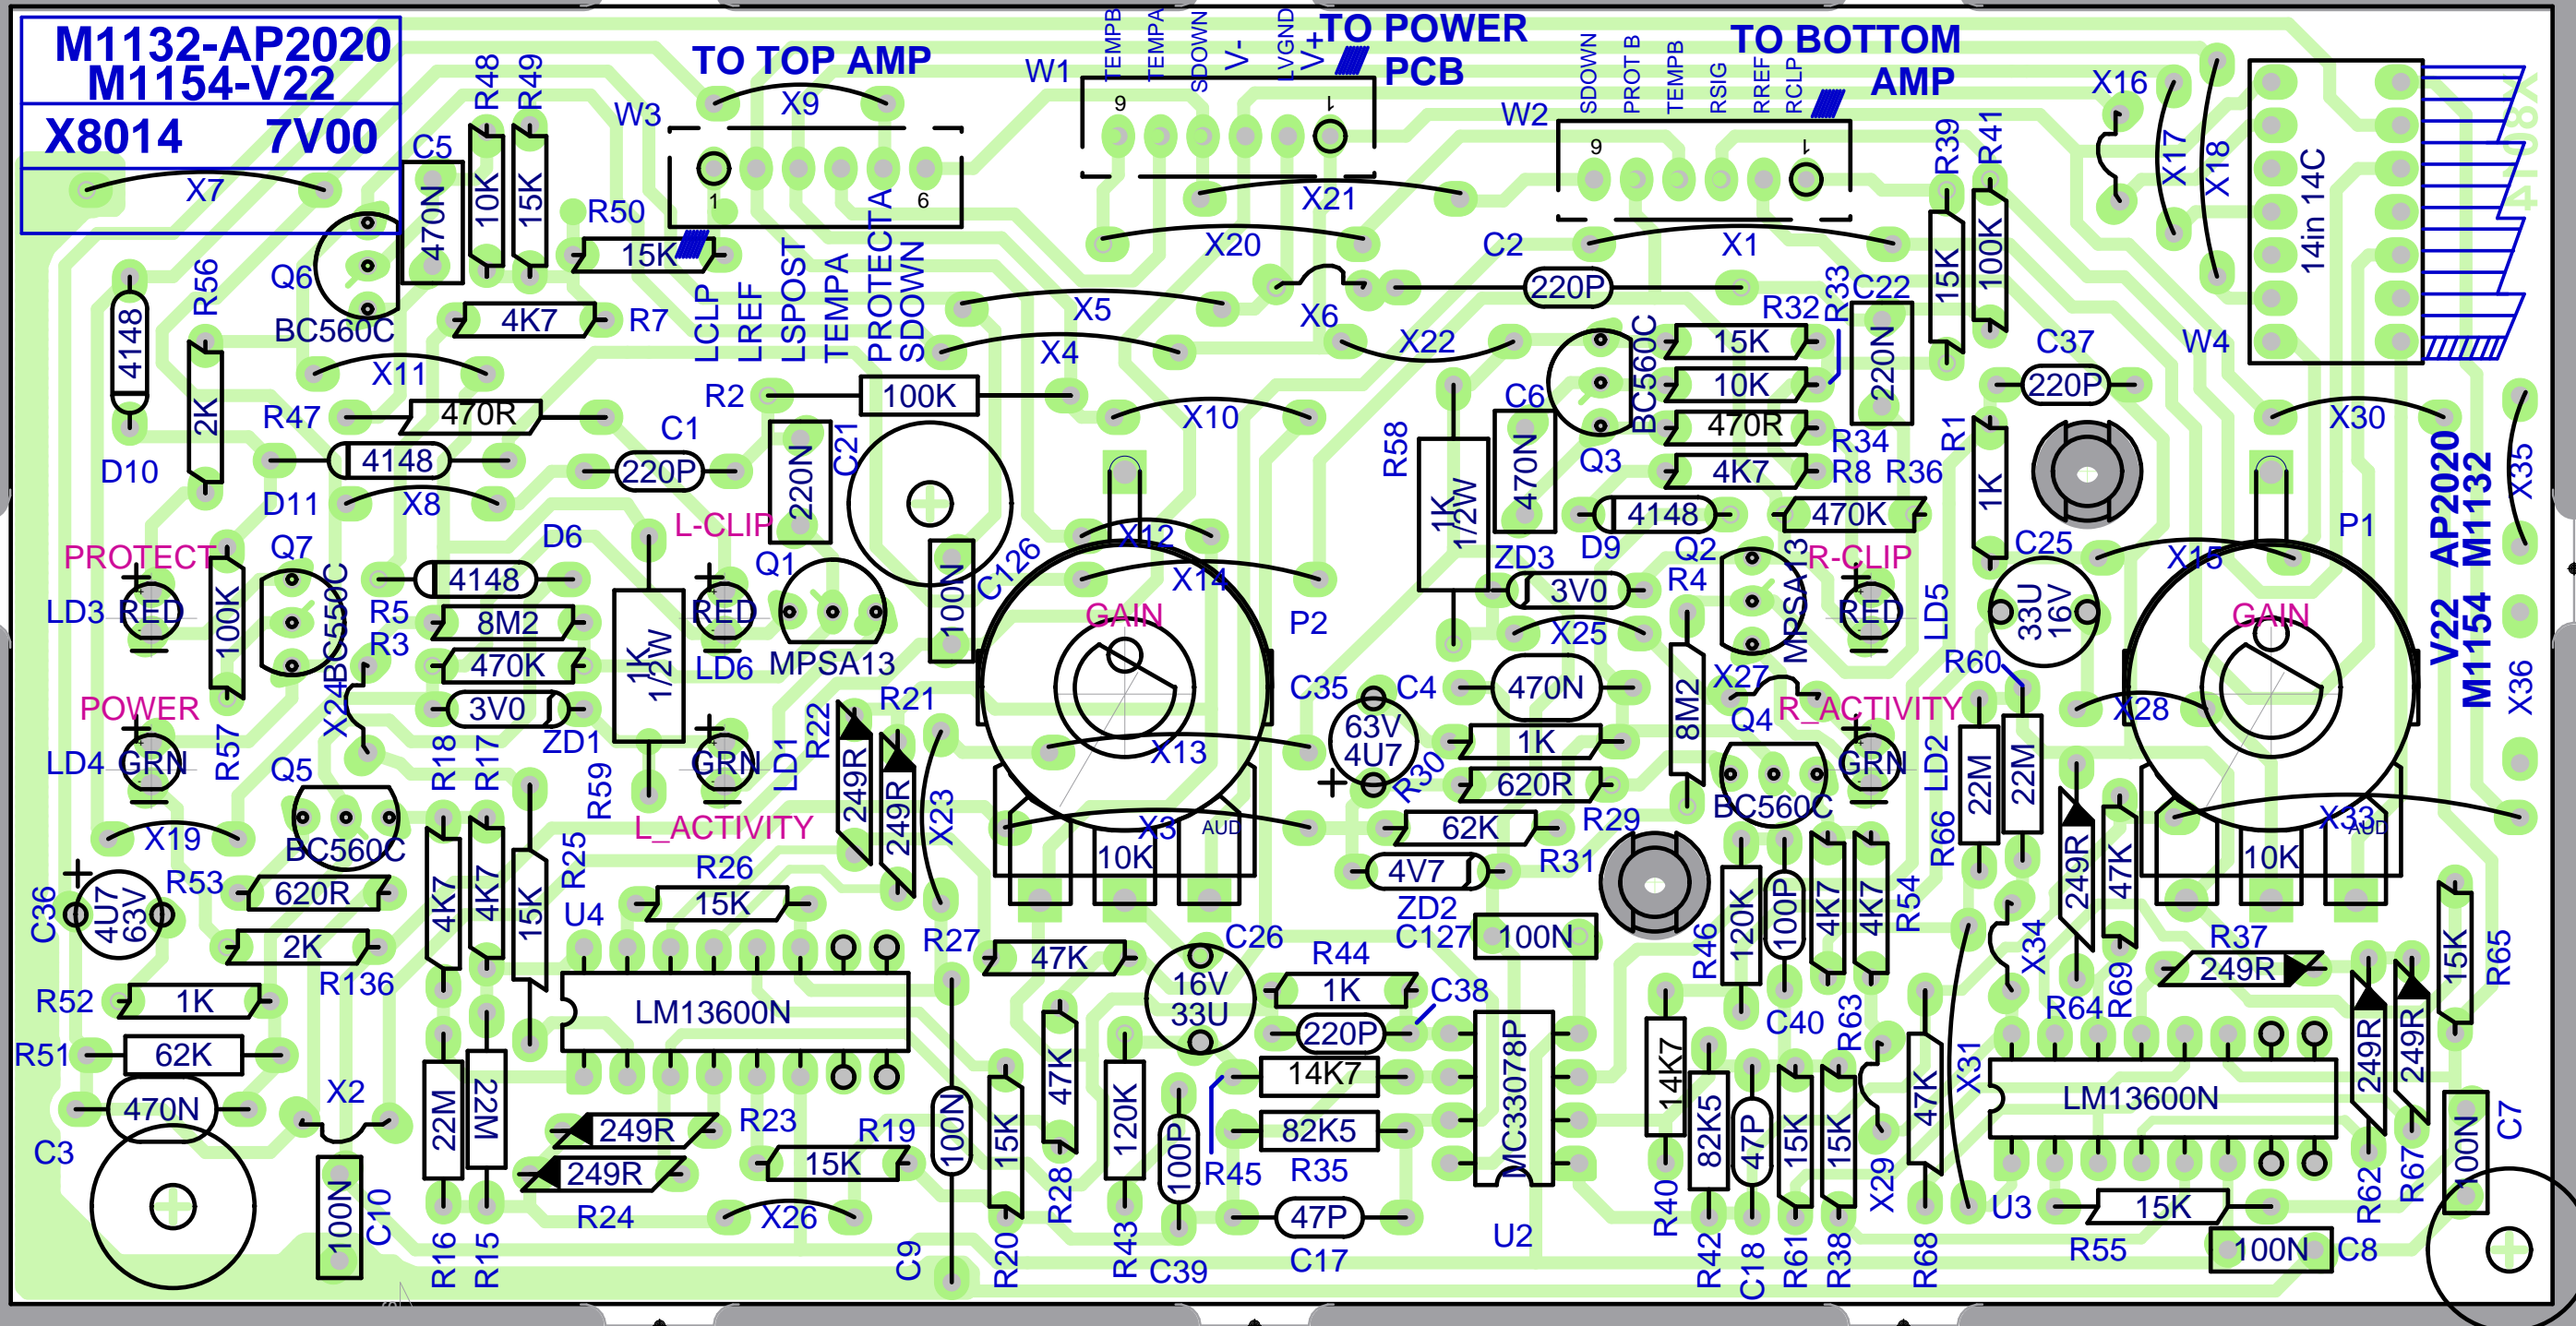 M1132-AP2020
M1154-V22
X8014 7V00
TO TOP AMP
TO POWER
PCB
TO BOTTOM
AMP
W1
TEMPB
TEMPA
SDOWN
V-
LVGND
V+
6
1
W2
SDOWN
PROT B
TEMPB
RSIG
RREF
RCLP
6
1
W3
X9
1
6
LCLP
LREF
LSPOST
TEMPA
PROTECTA
SDOWN
R48
10K
R49
15K
C5
470N
X7
R50
15K
Q6
BC560C
R56
2K
4148
D10
4K7
R7
X11
R47
470R
4148
D11
X8
C1
220P
R2
100K
C21
220N
X21
X20
X5
X6
X4
X22
X10
C2
220P
X1
R32
15K
R33
10K
470R
R34
4K7
R8
R36
470K
C22
220N
R39
15K
R41
100K
X16
X17
X18
14in 14C
W4
C37
220P
X30
X35
X36
V22 AP2020
M1154 M1132
R1
1K
C25
33U
16V
X15
P1
GAIN
R58
1K
1/2W
C6
470N
Q3
BC560C
D9
4148
ZD3
3V0
Q2
MPSA13
R4
8M2
R-CLIP
RED
LD5
X25
X27
Q4
BC560C
R_ACTIVITY
GRN
LD2
R60
22M
R66
22M
X28
X33
AUD
10K
PROTECT
LD3
RED
POWER
LD4
GRN
Q7
BC550C
100K
R57
D6
4148
R5
8M2
R3
470K
3V0
ZD1
X24
L-CLIP
RED
LD6
1K
1/2W
R59
Q1
MPSA13
100N
C126
X12
X14
GAIN
P2
X13
X3
AUD
10K
L_ACTIVITY
GRN
LD1
R22
249R
R21
249R
X23
C35
63V
4U7
C4
470N
1K
R30
620R
R29
62K
R31
4V7
ZD2
C127
100N
X19
Q5
BC560C
C36
4U7
63V
R53
620R
2K
R136
R52
1K
R51
62K
470N
C3
X2
100N
C10
R18
4K7
R17
4K7
R25
15K
R16
22M
R15
22M
U4
R26
15K
LM13600N
249R
R23
249R
R24
R19
15K
X26
R27
47K
C9
100N
R20
15K
R28
47K
C26
16V
33U
R43
120K
C39
100P
R44
1K
C38
220P
14K7
R45
82K5
R35
47P
C17
MC33078P
U2
R46
120K
100P
C40
4K7
R63
4K7
R54
R40
14K7
R42
82K5
C18
47P
R61
15K
R38
15K
X29
R68
47K
X31
X34
R64
249R
R69
47K
R37
249R
LM13600N
U3
R55
15K
R62
249R
R67
249R
R65
15K
C7
100N
C8
100N
X8014